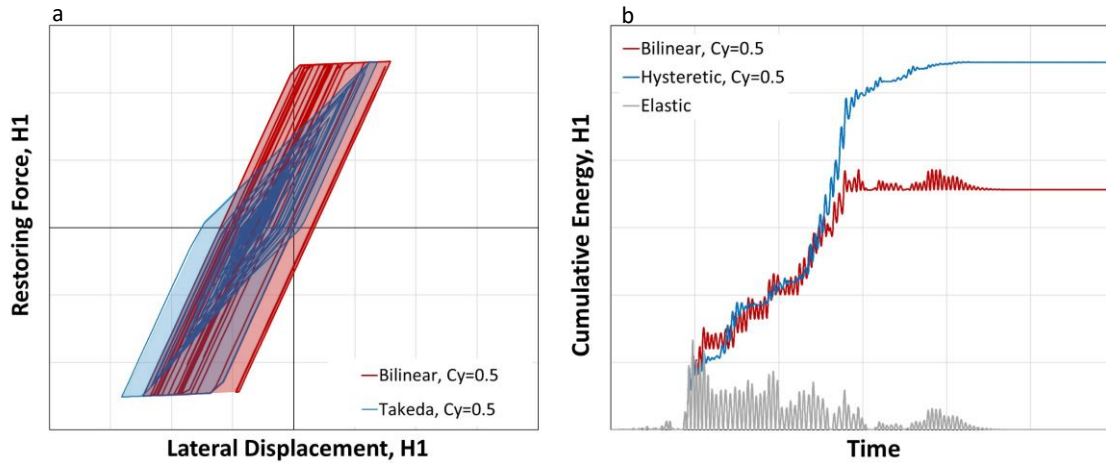 a
Restoring Force, H1
Bilinear, Cy=0.5
Takeda, Cy=0.5
Lateral Displacement, H1
b
Cumulative Energy, H1
Bilinear, Cy=0.5
Hysteretic, Cy=0.5
Elastic
Time